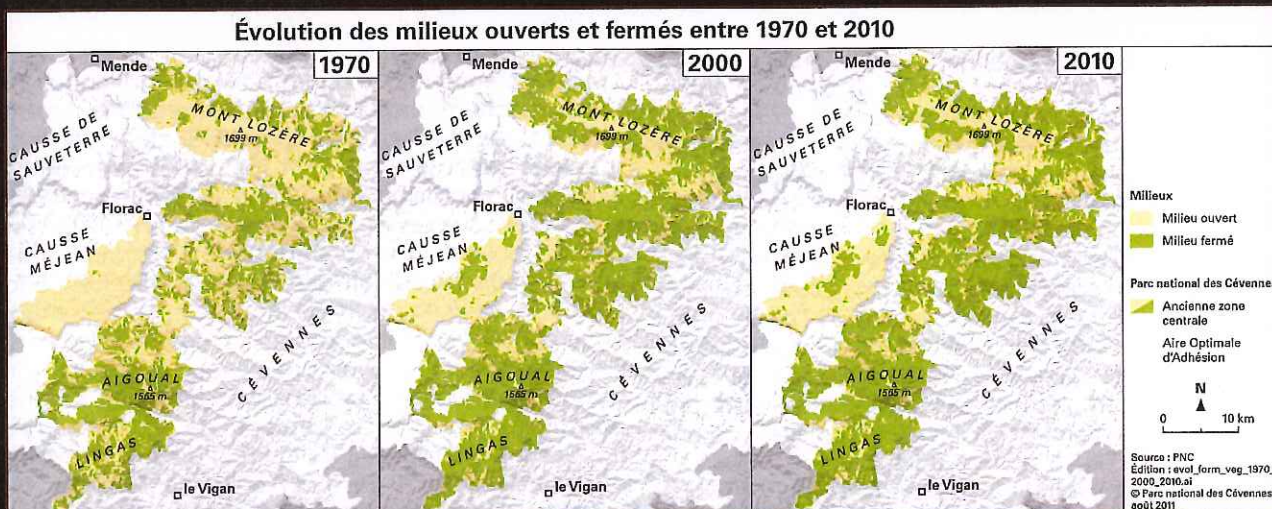 Évolution des milieux ouverts et fermés entre 1970 et 2010
1970
Mende
MONT LOZÈRE
1699 m
CAUSSE DE
SAUVETERRE
Florac
CAUSSE
MÉJEAN
CÉVENNES
AIGOUAL
1565 m
LINGAS
le Vigan
2000
Mende
MONT LOZÈRE
1699 m
CAUSSE DE
SAUVETERRE
Florac
CAUSSE
MÉJEAN
CÉVENNES
AIGOUAL
1565 m
LINGAS
le Vigan
2010
Mende
MONT LOZÈRE
1699 m
CAUSSE DE
SAUVETERRE
Florac
CAUSSE
MÉJEAN
CÉVENNES
AIGOUAL
1565 m
LINGAS
le Vigan
Milieux
Milieu ouvert
Milieu fermé
Parc national des Cévennes
Ancienne zone
centrale
Aire Optimale
d'Adhésion
N
0 10 km
Source : PNC
Édition : evol_form_veg_1970_
2000_2010.ai
© Parc national des Cévennes
août 2011